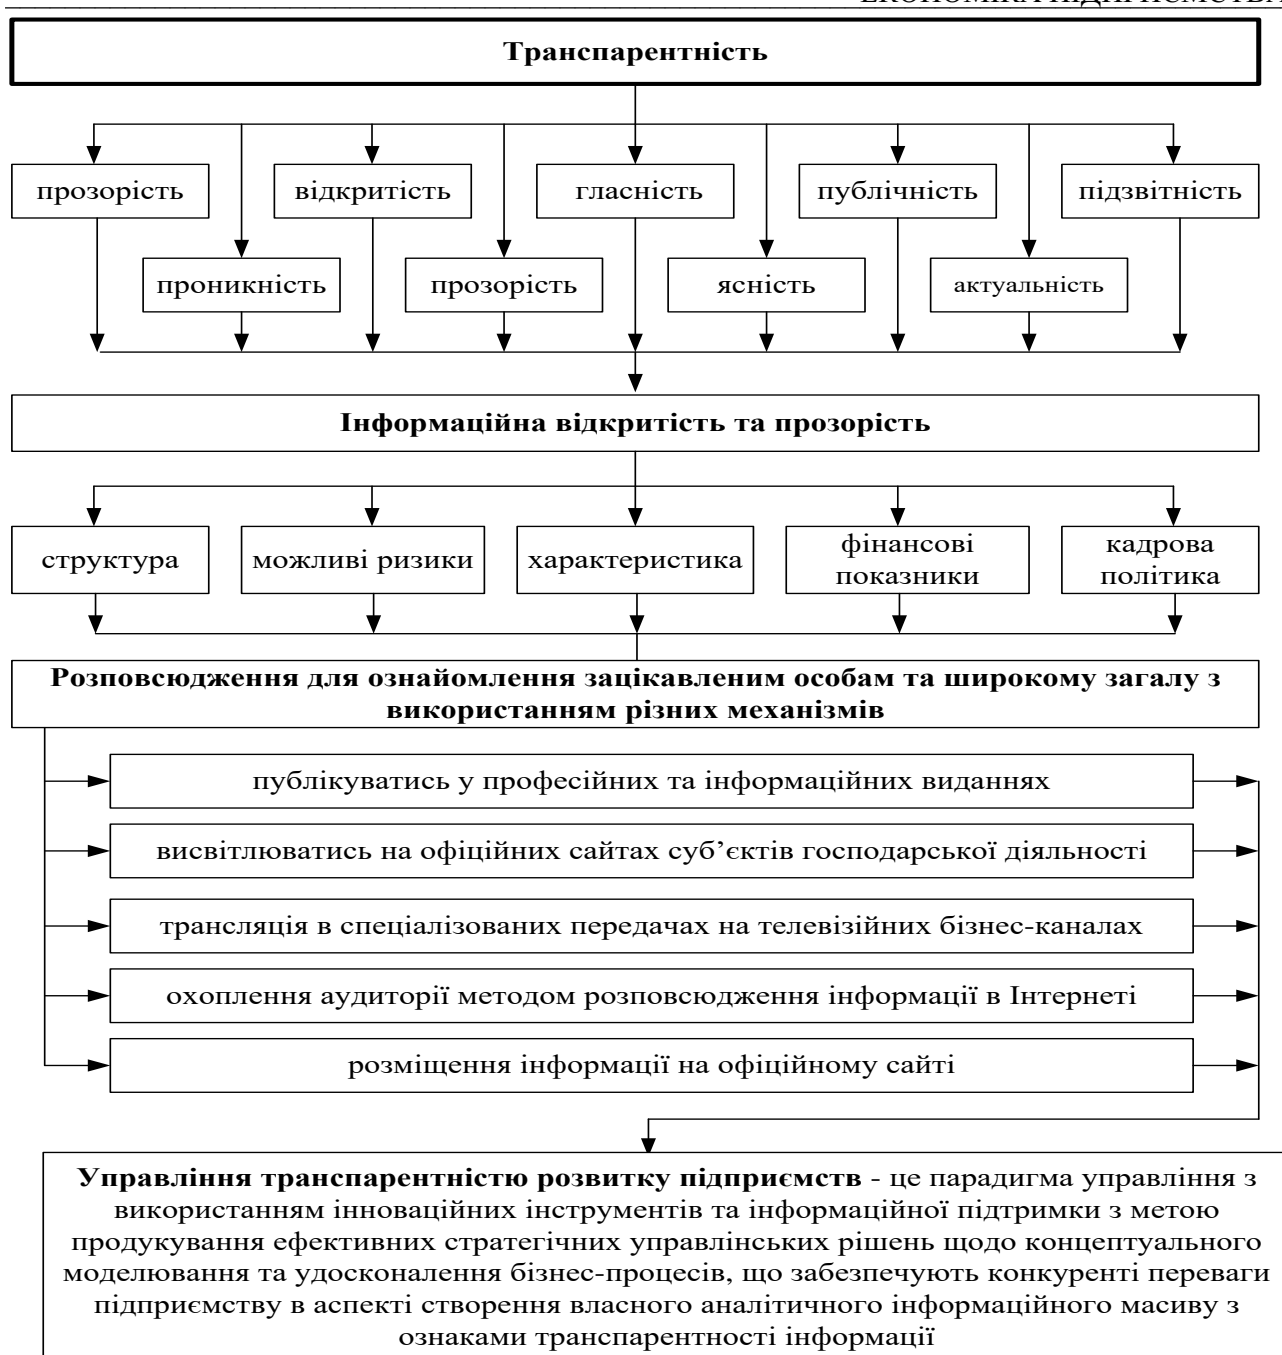 ЕКОНОМІКА ПІДПРИЄМСТВА
Транспарентність
прозорість
відкритість
гласність
публічність
підзвітність
проникність
прозорість
ясність
актуальність
Інформаційна відкритість та прозорість
структура
можливі ризики
характеристика
фінансові
показники
кадрова
політика
Розповсюдження для ознайомлення зацікавленим особам та широкому загалу з
використанням різних механізмів
публікуватись у професійних та інформаційних виданнях
висвітлюватись на офіційних сайтах суб’єктів господарської діяльності
трансляція в спеціалізованих передачах на телевізійних бізнес-каналах
охоплення аудиторії методом розповсюдження інформації в Інтернеті
розміщення інформації на офіційному сайті
Управління транспарентністю розвитку підприємств - це парадигма управління з
використанням інноваційних інструментів та інформаційної підтримки з метою
продукування ефективних стратегічних управлінських рішень щодо концептуального
моделювання та удосконалення бізнес-процесів, що забезпечують конкуренті переваги
підприємству в аспекті створення власного аналітичного інформаційного масиву з
ознаками транспарентності інформації